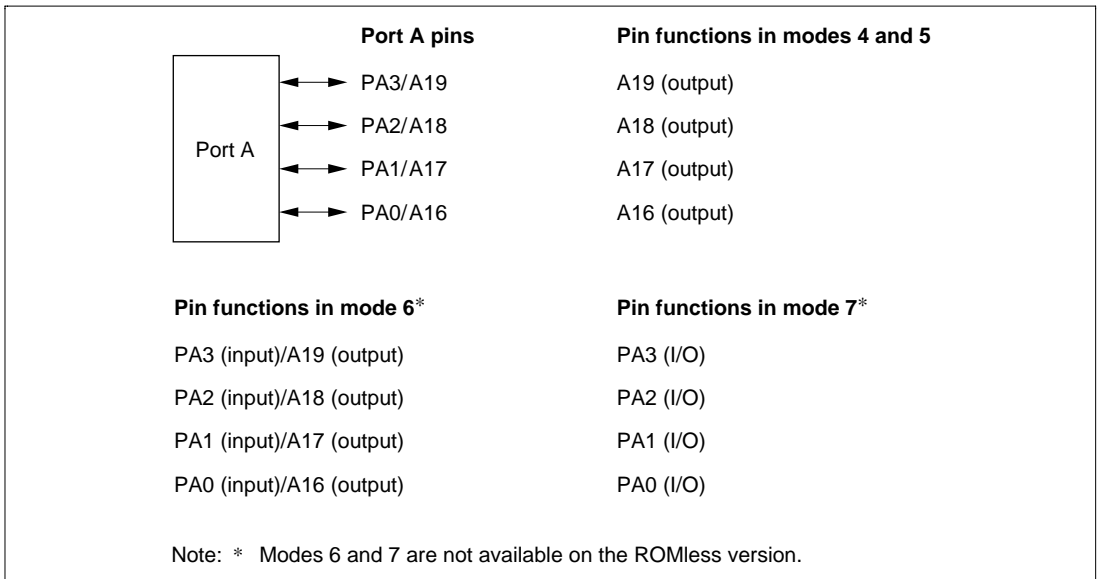 Port A pins Pin functions in modes 4 and 5
PA3/A19 A19 (output)
PA2/A18 A18 (output)
Port A
PA1/A17 A17 (output)
PA0/A16 A16 (output)
Pin functions in mode 6* Pin functions in mode 7*
PA3 (input)/A19 (output) PA3 (I/O)
PA2 (input)/A18 (output) PA2 (I/O)
PA1 (input)/A17 (output) PA1 (I/O)
PA0 (input)/A16 (output) PA0 (I/O)
Note: * Modes 6 and 7 are not available on the ROMless version.